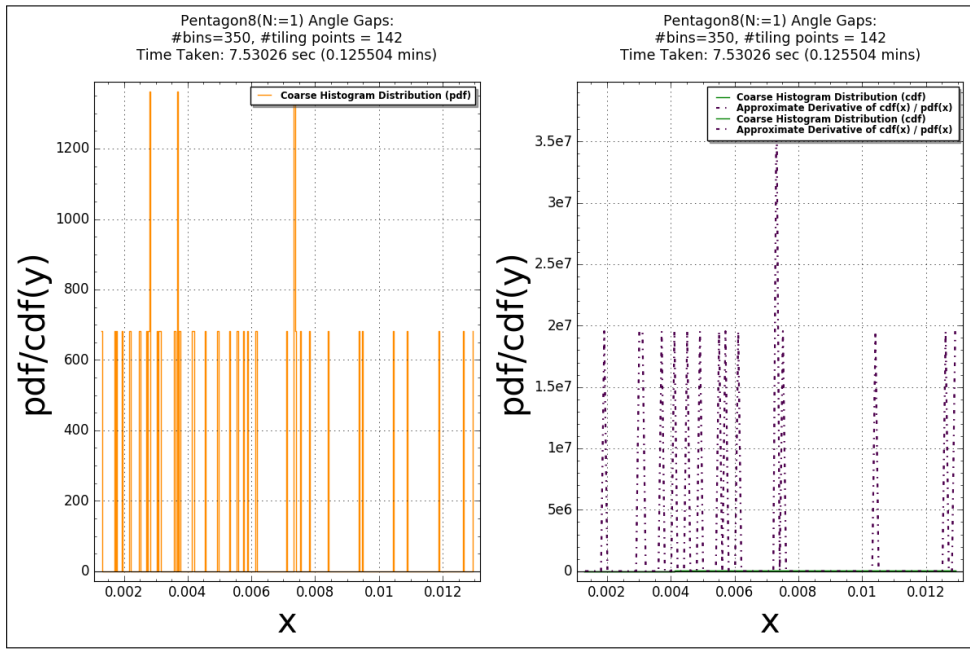 Pentagon8(N:=1) Angle Gaps:
#bins=350, #tiling points = 142
Time Taken: 7.53026 sec (0.125504 mins)
Coarse Histogram Distribution (pdf)
pdf/cdf(y)
1200
1000
800
600
400
200
0
0.002
0.004
0.006
0.008
0.01
0.012
x
Pentagon8(N:=1) Angle Gaps:
#bins=350, #tiling points = 142
Time Taken: 7.53026 sec (0.125504 mins)
Coarse Histogram Distribution (cdf)
Approximate Derivative of cdf(x) / pdf(x)
Coarse Histogram Distribution (cdf)
Approximate Derivative of cdf(x) / pdf(x)
pdf/cdf(y)
3.5e7
3e7
2.5e7
2e7
1.5e7
1e7
5e6
0
0.002
0.004
0.006
0.008
0.01
0.012
x